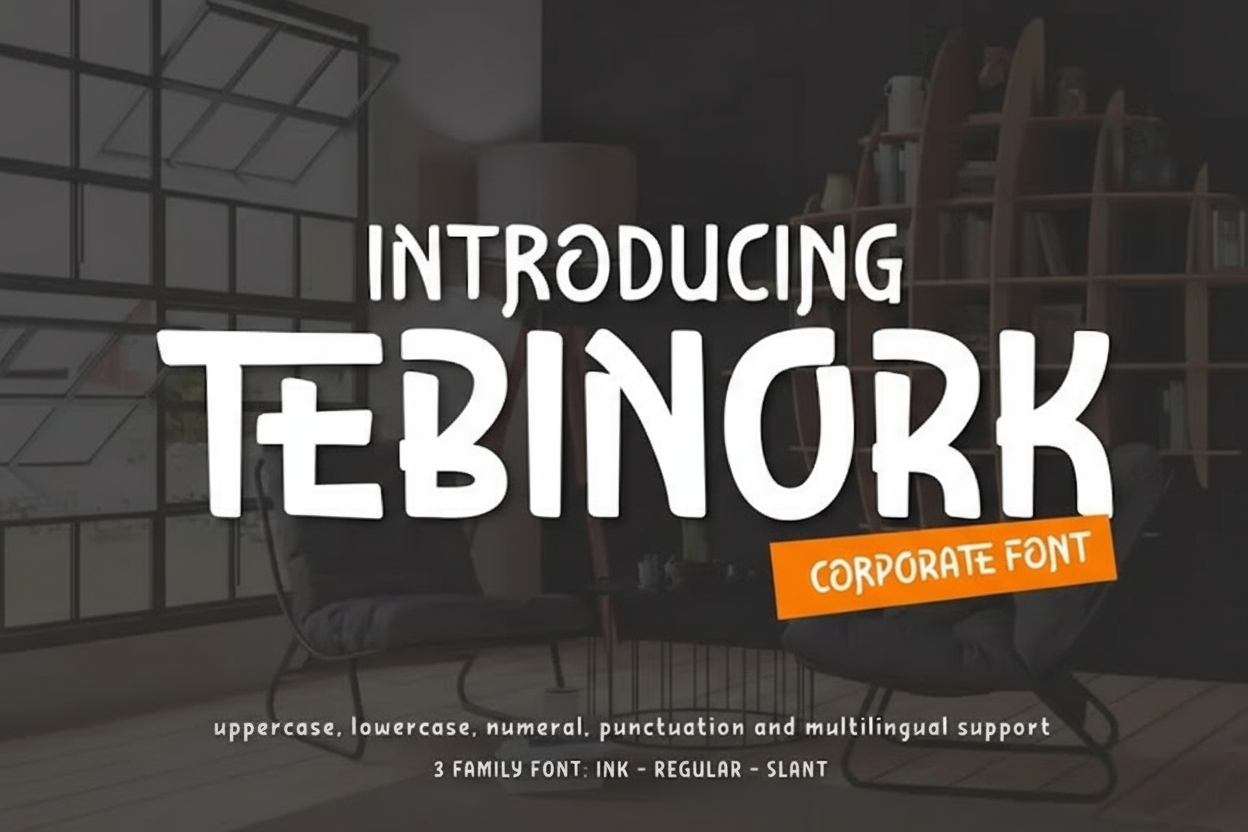 INTRODUCING
TEBINORK
CORPORATE FONT
uppercase, lowercase, numeral, punctuation and multilingual support
3 FAMILY FONT: INK - REGULAR - SLANT